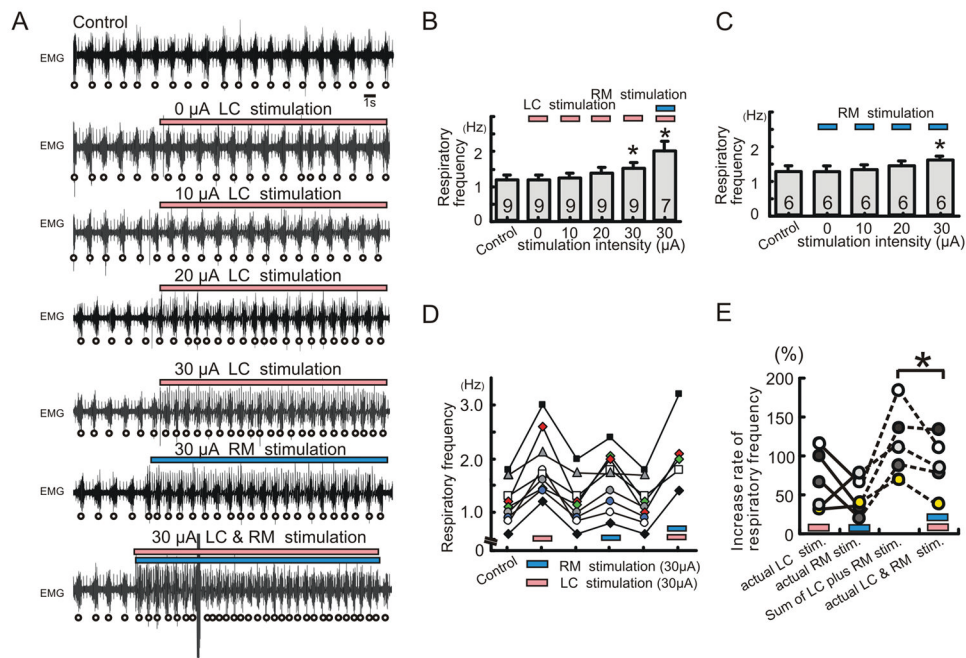 A
Control
EMG
1s
0 µA LC stimulation
EMG
10 µA LC stimulation
EMG
20 µA LC stimulation
EMG
30 µA LC stimulation
EMG
30 µA RM stimulation
EMG
30 µA LC & RM stimulation
EMG
B
RM stimulation
LC stimulation
(Hz)
Respiratory
frequency
2
1
0
*
*
9 9 9 9 9 7
Control 0 10 20 30 30
stimulation intensity (µA)
C
RM stimulation
(Hz)
Respiratory
frequency
2
1
0
*
6 6 6 6 6
Control 0 10 20 30
stimulation intensity (µA)
D
(Hz)
Respiratory frequency
3.0
2.0
1.0
0
Control
RM stimulation (30µA)
LC stimulation (30µA)
E
(%)
Increase rate of
respiratory frequency
200
150
100
50
0
*
actual LC stim.
actual RM stim.
Sum of LC plus RM stim.
actual LC & RM stim.